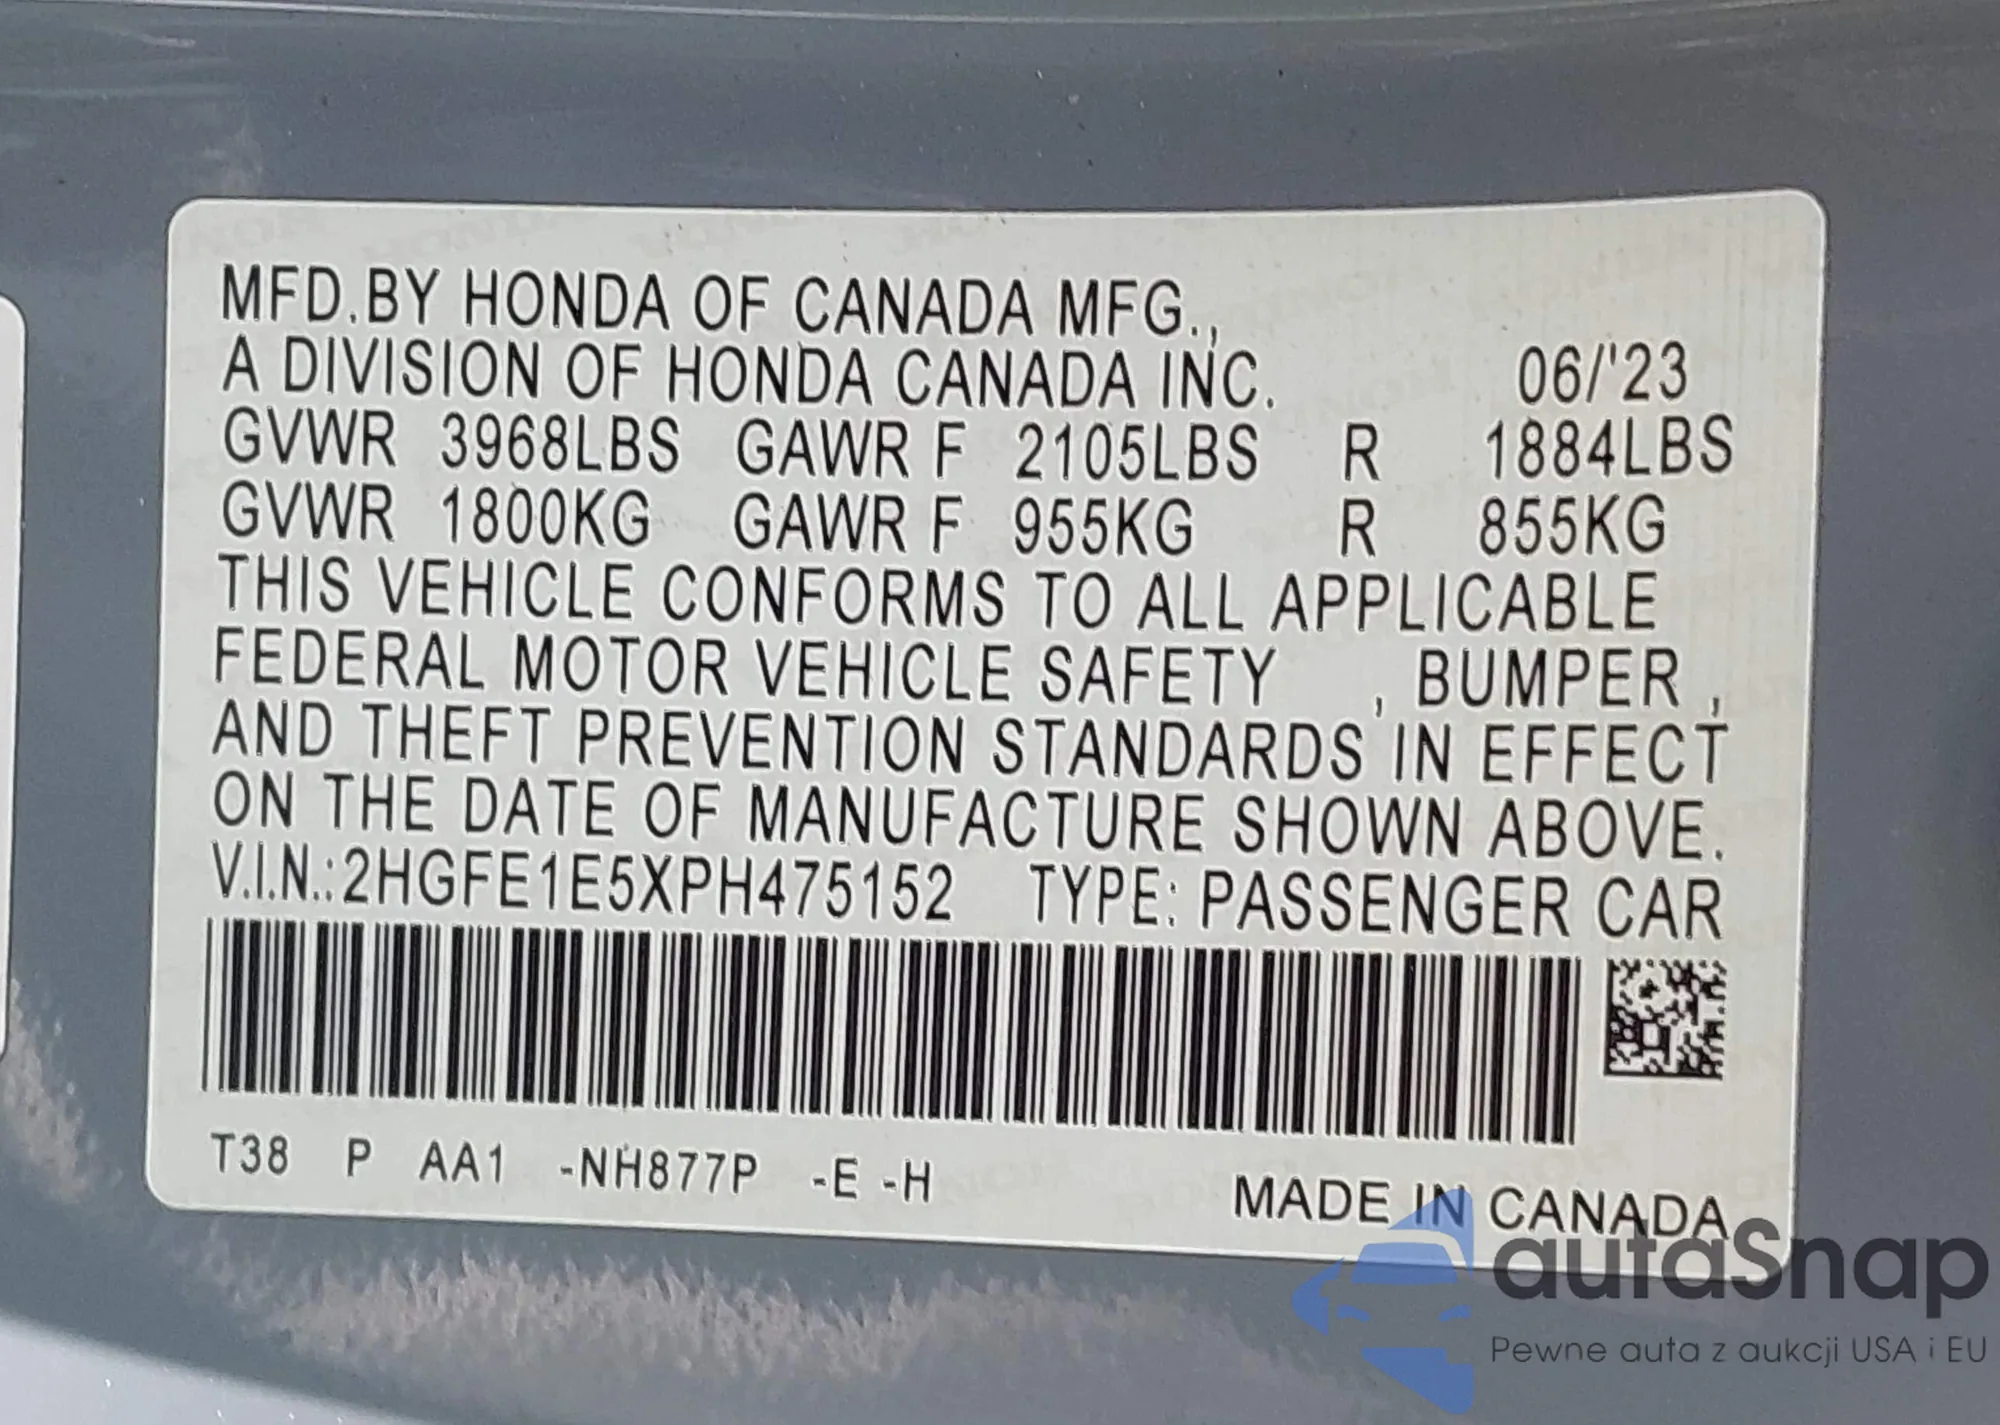 MFD.BY HONDA OF CANADA MFG.,
A DIVISION OF HONDA CANADA INC. 06/'23
GVWR 3968LBS GAWR F 2105LBS R 1884LBS
GVWR 1800KG GAWR F 955KG R 855KG
THIS VEHICLE CONFORMS TO ALL APPLICABLE
FEDERAL MOTOR VEHICLE SAFETY , BUMPER ,
AND THEFT PREVENTION STANDARDS IN EFFECT
ON THE DATE OF MANUFACTURE SHOWN ABOVE.
V.I.N.:2HGFE1E5XPH475152 TYPE: PASSENGER CAR
T38 P AA1 -NH877P -E -H
MADE IN CANADA
autaSnap
Pewne auta z aukcji USA i EU